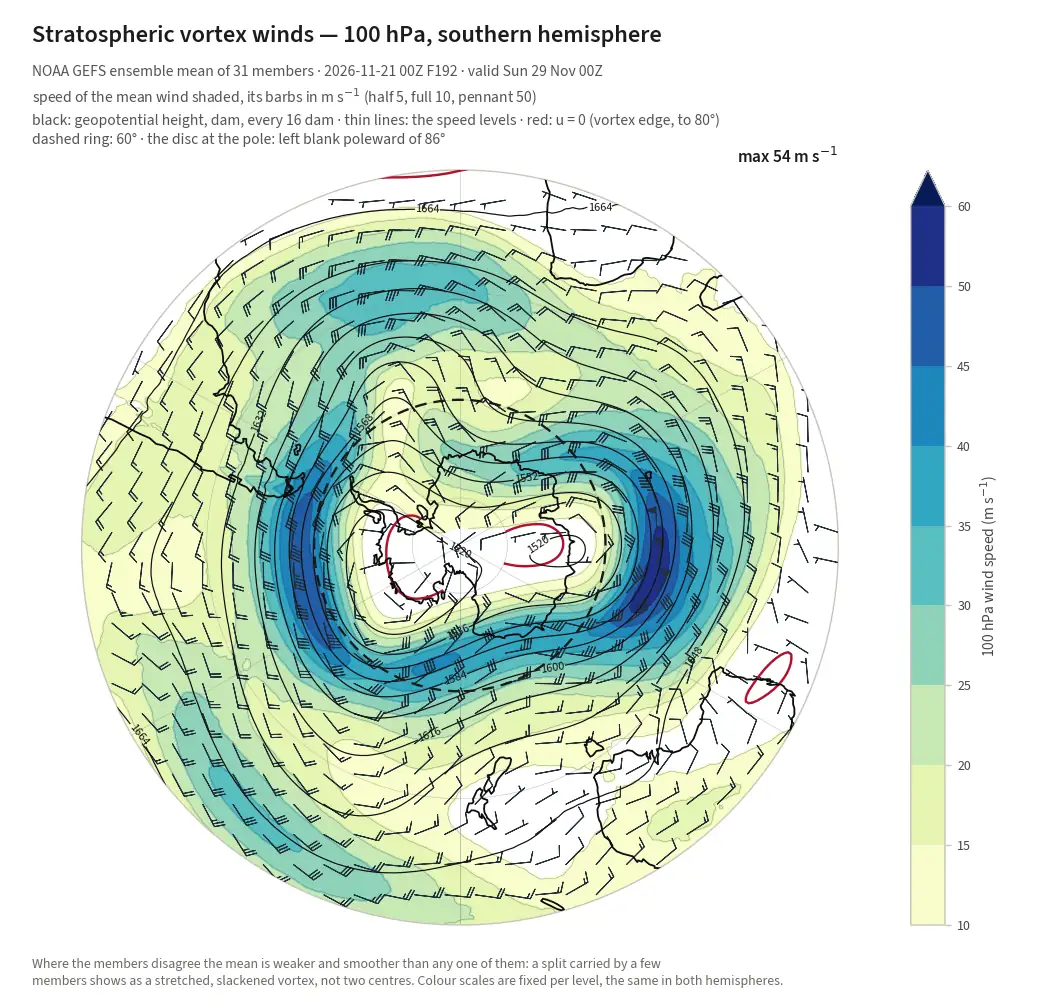 Stratospheric vortex winds — 100 hPa, southern hemisphere
NOAA GEFS ensemble mean of 31 members · 2026-11-21 00Z F192 · valid Sun 29 Nov 00Z
speed of the mean wind shaded, its barbs in m s⁻¹ (half 5, full 10, pennant 50)
black: geopotential height, dam, every 16 dam · thin lines: the speed levels · red: u = 0 (vortex edge, to 80°)
dashed ring: 60° · the disc at the pole: left blank poleward of 86°
max 54 m s⁻¹
1664
1664
1632
1568
1552
1520
1520
1536
1584
1600
1648
1616
1664
60
50
45
40
35
30
25
20
15
10
100 hPa wind speed (m s⁻¹)
Where the members disagree the mean is weaker and smoother than any one of them: a split carried by a few
members shows as a stretched, slackened vortex, not two centres. Colour scales are fixed per level, the same in both hemispheres.